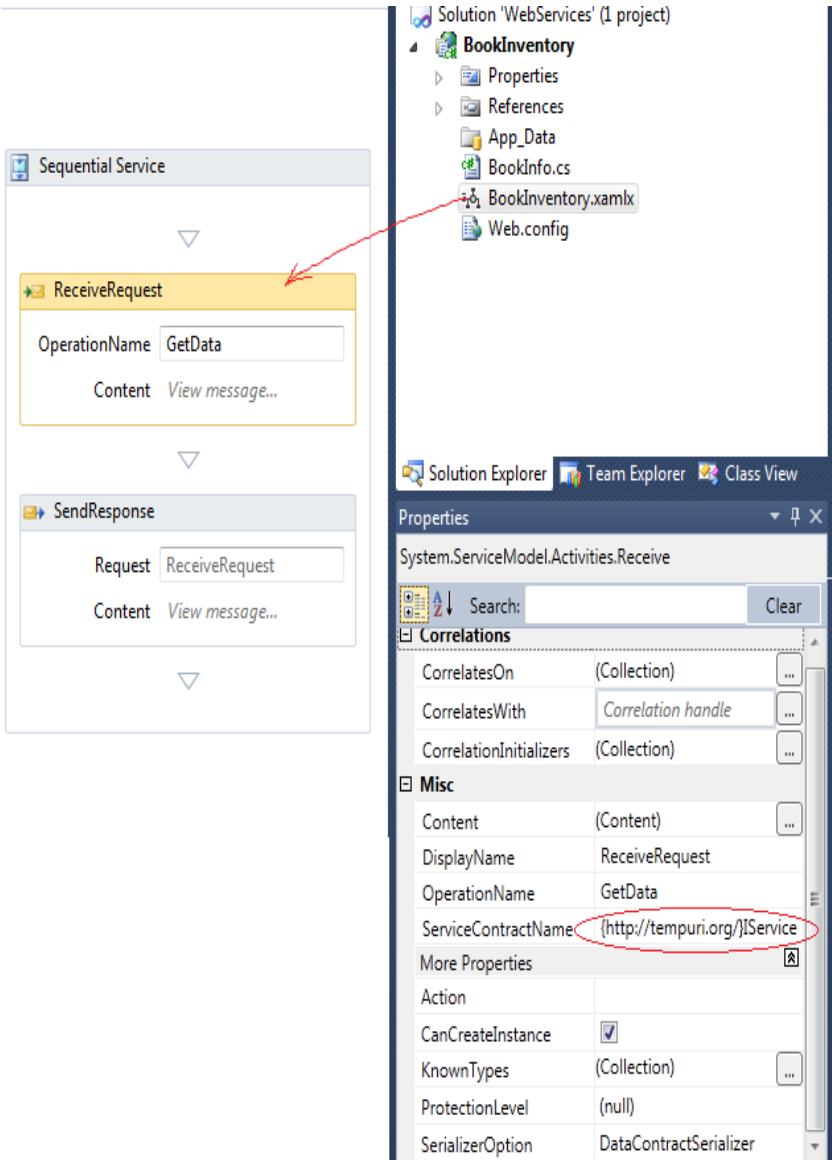 Sequential Service
ReceiveRequest
OperationName GetData
Content View message...
SendResponse
Request ReceiveRequest
Content View message...
Solution 'WebServices' (1 project)
BookInventory
Properties
References
App_Data
BookInfo.cs
BookInventory.xamlx
Web.config
Solution Explorer Team Explorer Class View
Properties
System.ServiceModel.Activities.Receive
Search: Clear
Correlations
CorrelatesOn (Collection) ...
CorrelatesWith Correlation handle ...
CorrelationInitializers (Collection) ...
Misc
Content (Content) ...
DisplayName ReceiveRequest
OperationName GetData
ServiceContractName {http://tempuri.org/}IService
More Properties
Action
CanCreateInstance
KnownTypes (Collection) ...
ProtectionLevel (null)
SerializerOption DataContractSerializer